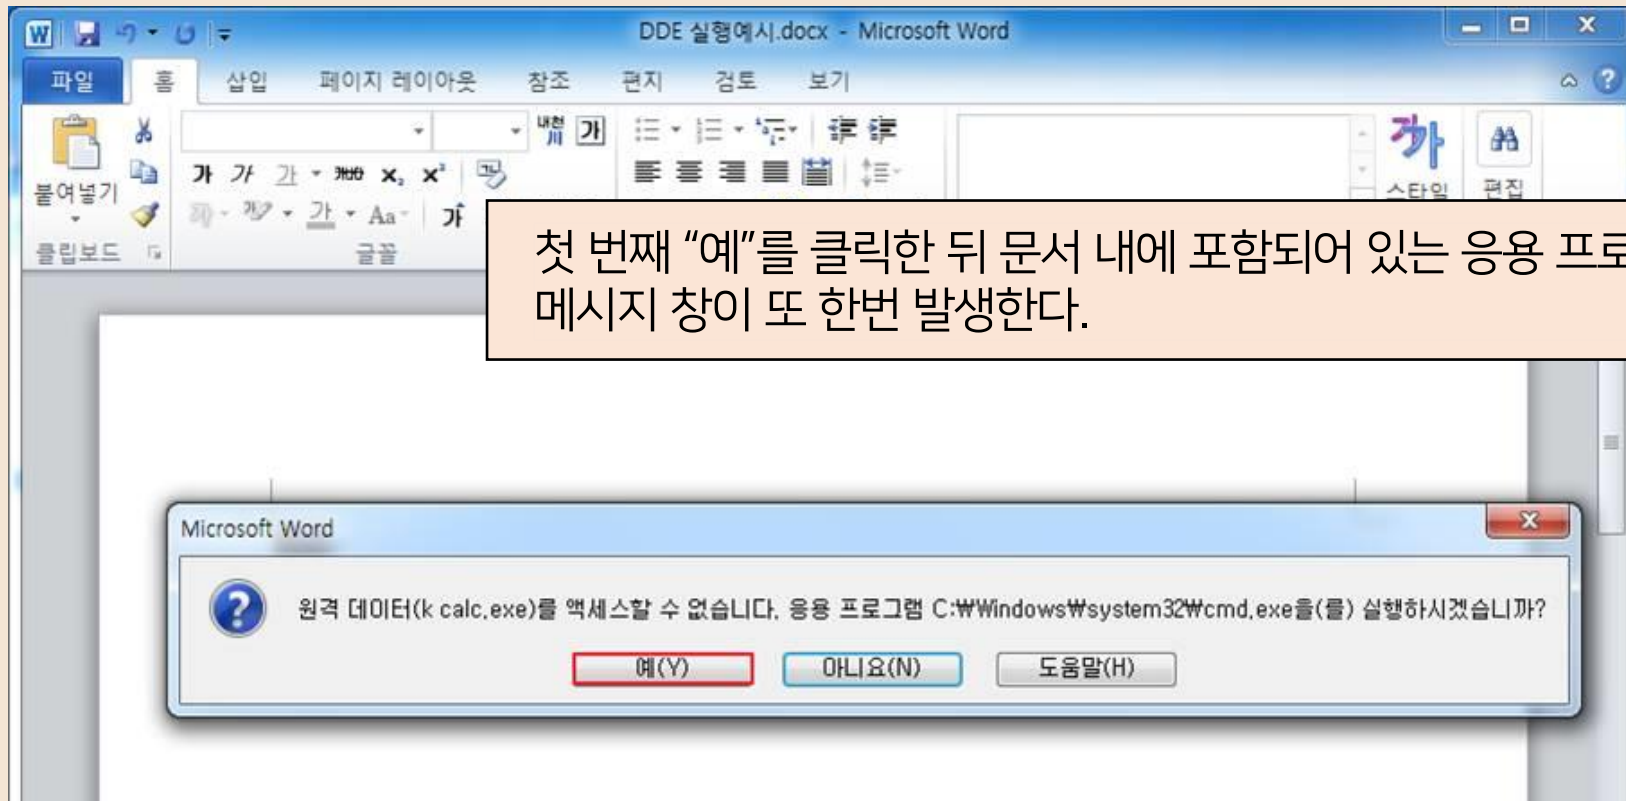 DDE 실행예시.docx - Microsoft Word
파일 홈 삽입 페이지 레이아웃 참조 편지 검토 보기
붙여넣기
가 가 가 가 Aa 가
스타일 편집
클립보드 글꼴
첫 번째 “예”를 클릭한 뒤 문서 내에 포함되어 있는 응용 프로
메시지 창이 또 한번 발생한다.
Microsoft Word
원격 데이터(k calc.exe)를 액세스할 수 없습니다. 응용 프로그램 C:₩Windows₩system32₩cmd.exe을(를) 실행하시겠습니까?
예(Y) 아니요(N) 도움말(H)